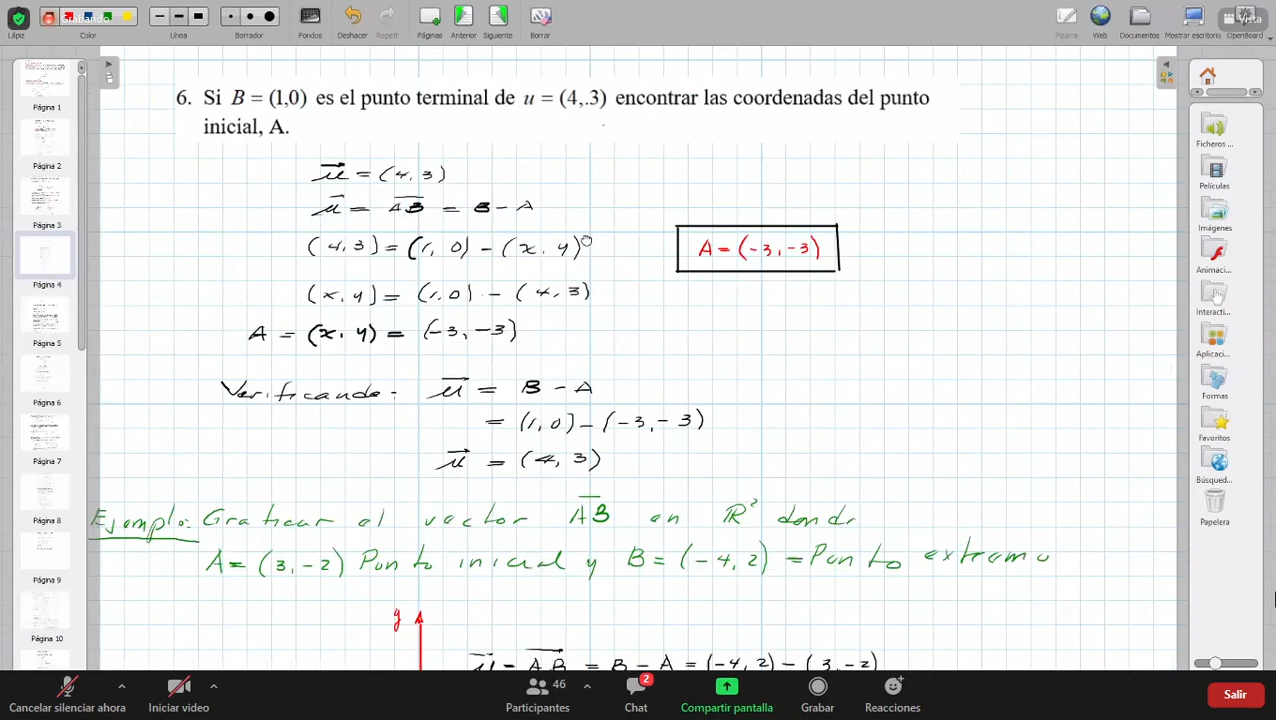 Grabando
Vista
Lápiz
Color
Línea
Borrador
Fondos
Deshacer
Repetir
Páginas
Anterior
Siguiente
Borrar
Pizarra
Web
Documentos
Mostrar escritorio
OpenBoard
Página 1
Página 2
Página 3
Página 4
Página 5
Página 6
Página 7
Página 8
Página 9
Página 10
6. Si B = (1,0) es el punto terminal de u = (4,.3) encontrar las coordenadas del punto
inicial, A.
u = (4,3)
u = AB = B - A
(4,3) = (1,0) - (x.y)
A = (-3,-3)
(x.y) = (1.0) - (4,3)
A = (x.y) = (-3,-3)
Verificando: u = B - A
= (1,0) - (-3,-3)
u = (4,3)
Ejemplo: Graficar el vector AB en R² donde
A = (3,-2) Punto inicial y B = (-4,2) = Punto extremo
y
u = AB = B - A = (-4,2) - (3,-2)
Ficheros ...
Películas
Imágenes
Animaci...
Interacti...
Aplicaci...
Formas
Favoritos
Búsqued...
Papelera
Cancelar silenciar ahora
Iniciar video
46
Participantes
2
Chat
Compartir pantalla
Grabar
Reacciones
Salir